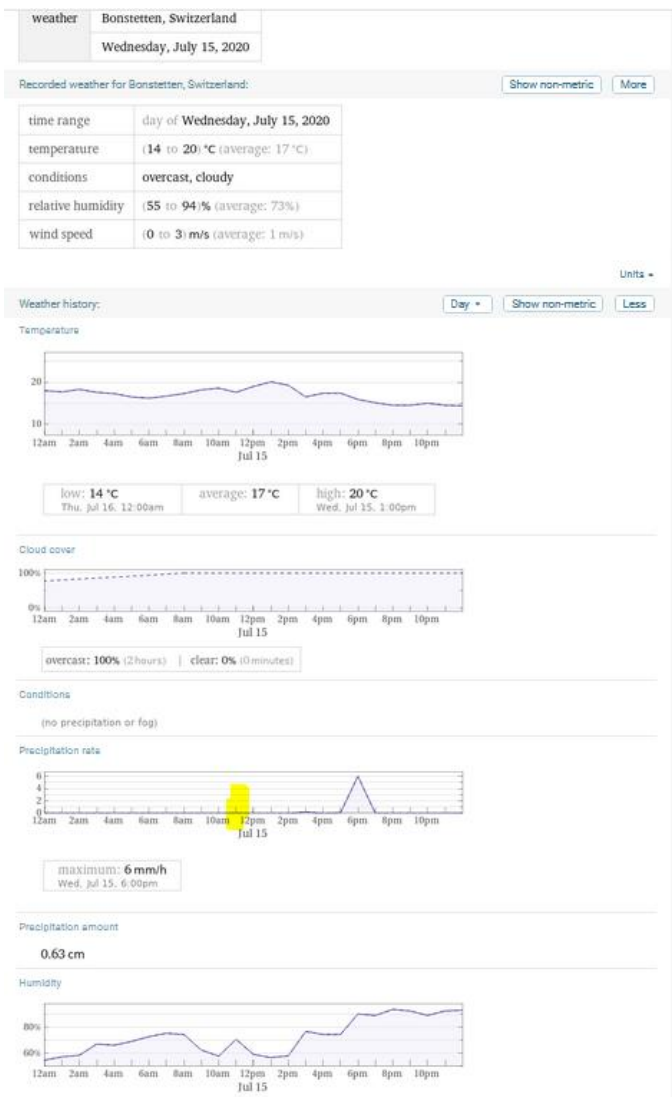 weather Bonstetten, Switzerland
Wednesday, July 15, 2020
Recorded weather for Bonstetten, Switzerland: Show non-metric More
time range day of Wednesday, July 15, 2020
temperature (14 to 20) °C (average: 17 °C)
conditions overcast, cloudy
relative humidity (55 to 94)% (average: 73%)
wind speed (0 to 3) m/s (average: 1 m/s)
Units
Weather history: Day Show non-metric Less
Temperature
20
10
12am 2am 4am 6am 8am 10am 12pm 2pm 4pm 6pm 8pm 10pm
Jul 15
low: 14 °C average: 17 °C high: 20 °C
Thu, Jul 16, 12:00am Wed, Jul 15, 1:00pm
Cloud cover
100%
0%
12am 2am 4am 6am 8am 10am 12pm 2pm 4pm 6pm 8pm 10pm
Jul 15
overcast: 100% (2 hours) | clear: 0% (0 minutes)
Conditions
(no precipitation or fog)
Precipitation rate
6
4
2
0
12am 2am 4am 6am 8am 10am 12pm 2pm 4pm 6pm 8pm 10pm
Jul 15
maximum: 6 mm/h
Wed, Jul 15, 6:00pm
Precipitation amount
0.63 cm
Humidity
80%
60%
12am 2am 4am 6am 8am 10am 12pm 2pm 4pm 6pm 8pm 10pm
Jul 15